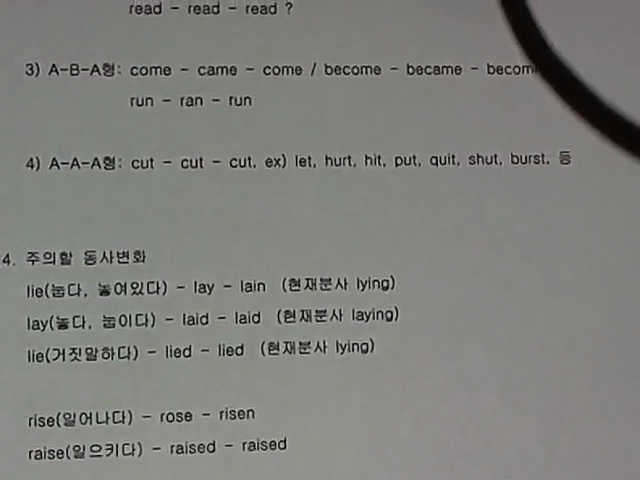 read - read - read ?
3) A-B-A형: come - came - come / become - became - 
run - ran - run
4) A-A-A형: cut - cut - cut, ex) let, hurt, hit, put, quit, shut, burst, 등
4. 주의할 동사변화
lie(눕다, 놓여있다) - lay - lain (현재분사 lying)
lay(놓다, 눕이다) - laid - laid (현재분사 laying)
lie(거짓말하다) - lied - lied (현재분사 lying)
rise(일어나다) - rose - risen
raise(일으키다) - raised - raised